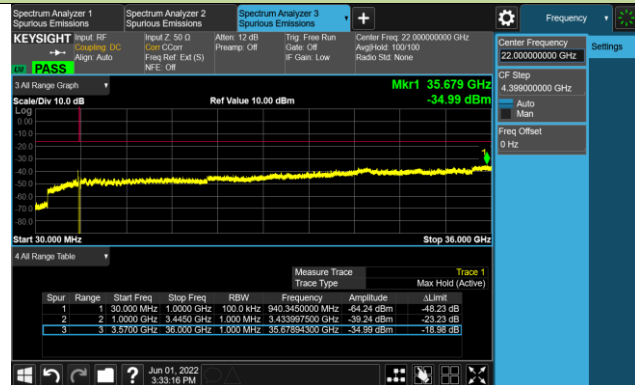 Spectrum Analyzer 1
Spurious Emissions
Spectrum Analyzer 2
Spurious Emissions
Spectrum Analyzer 3
Spurious Emissions
Frequency
KEYSIGHT
Input: RF
Coupling: DC
Align: Auto
Input Z: 50 Ω
Corr CCorr
Freq Ref: Ext (S)
NFE: Off
Atten: 12 dB
Preamp: Off
Trig: Free Run
Gate: Off
IF Gain: Low
Center Freq: 22.000000000 GHz
Avg|Hold: 100/100
Radio Std: None
PASS
Center Frequency
22.000000000 GHz
Settings
CF Step
4.399000000 GHz
Auto
Man
Freq Offset
0 Hz
3 All Range Graph
Mkr1 35.679 GHz
Scale/Div 10.0 dB
Ref Value 10.00 dBm
-34.99 dBm
Log
0.00
-10.0
-20.0
-30.0
-40.0
-50.0
-60.0
-70.0
-80.0
1
Start 30.000 MHz
Stop 36.000 GHz
4 All Range Table
Measure Trace Trace 1
Trace Type Max Hold (Active)
Spur Range Start Freq Stop Freq RBW Frequency Amplitude ΔLimit
1 1 30.000 MHz 1.0000 GHz 100.0 kHz 940.3450000 MHz -64.24 dBm -48.23 dB
2 2 1.0000 GHz 3.4450 GHz 1.000 MHz 3.433997500 GHz -39.24 dBm -23.23 dB
3 3 3.5700 GHz 36.000 GHz 1.000 MHz 35.67894300 GHz -34.99 dBm -18.98 dB
Jun 01, 2022
3:33:16 PM